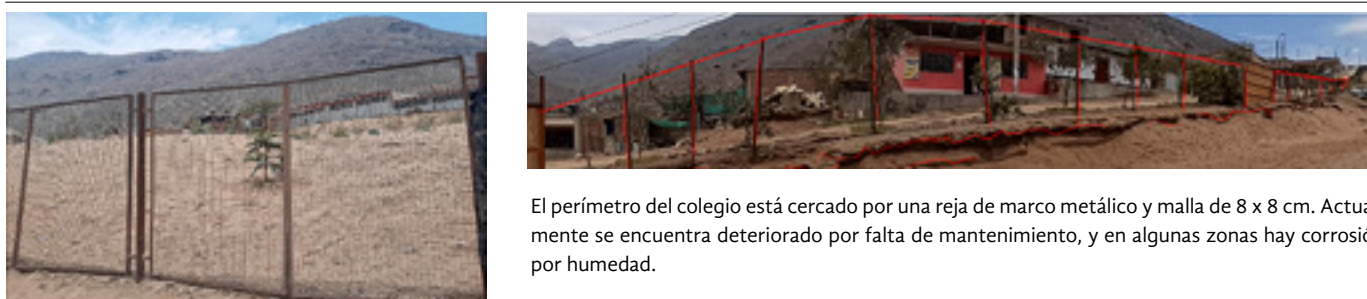 El perímetro del colegio está cercado por una reja de marco metálico y malla de 8 x 8 cm. Actua
mente se encuentra deteriorado por falta de mantenimiento, y en algunas zonas hay corrosió
por humedad.